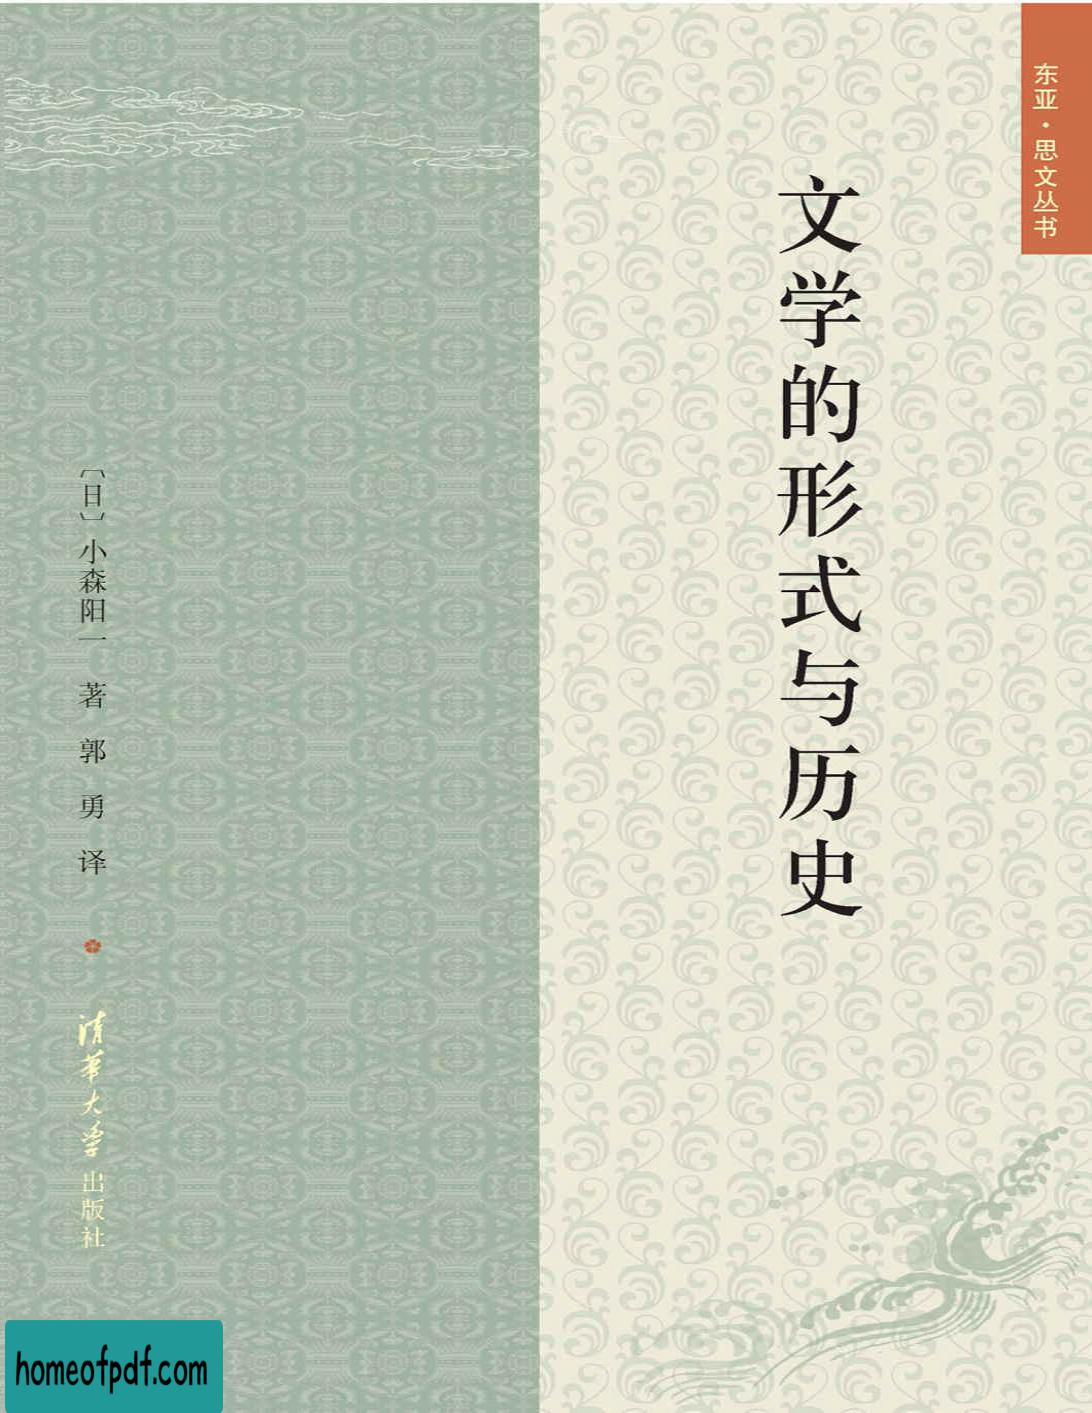 东亚·思文丛书
文学的形式与历史
〔日〕小森阳一 著 郭 勇 译
清华大学出版社
homeofpdf.com